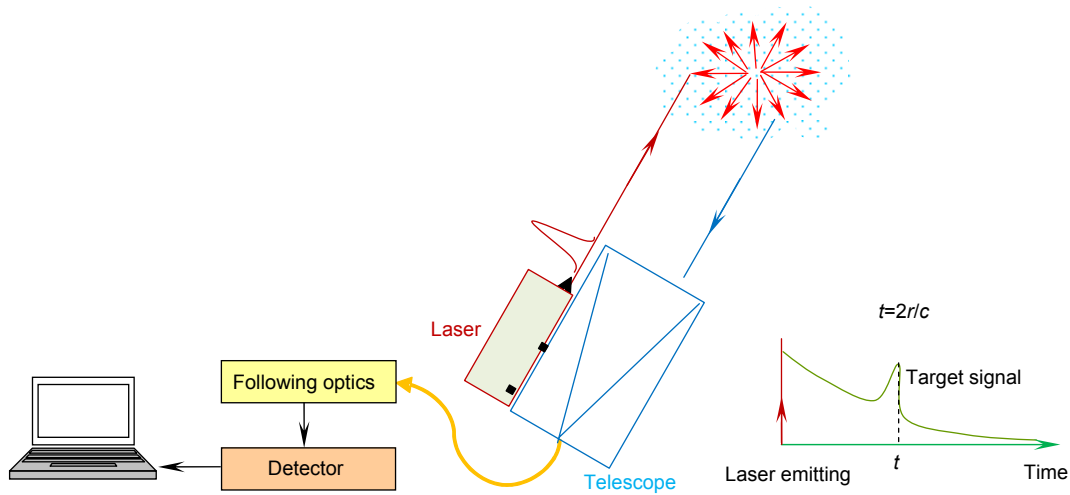 Laser
t=2r/c
Following optics
Target signal
Detector
Telescope
Laser emitting
t
Time